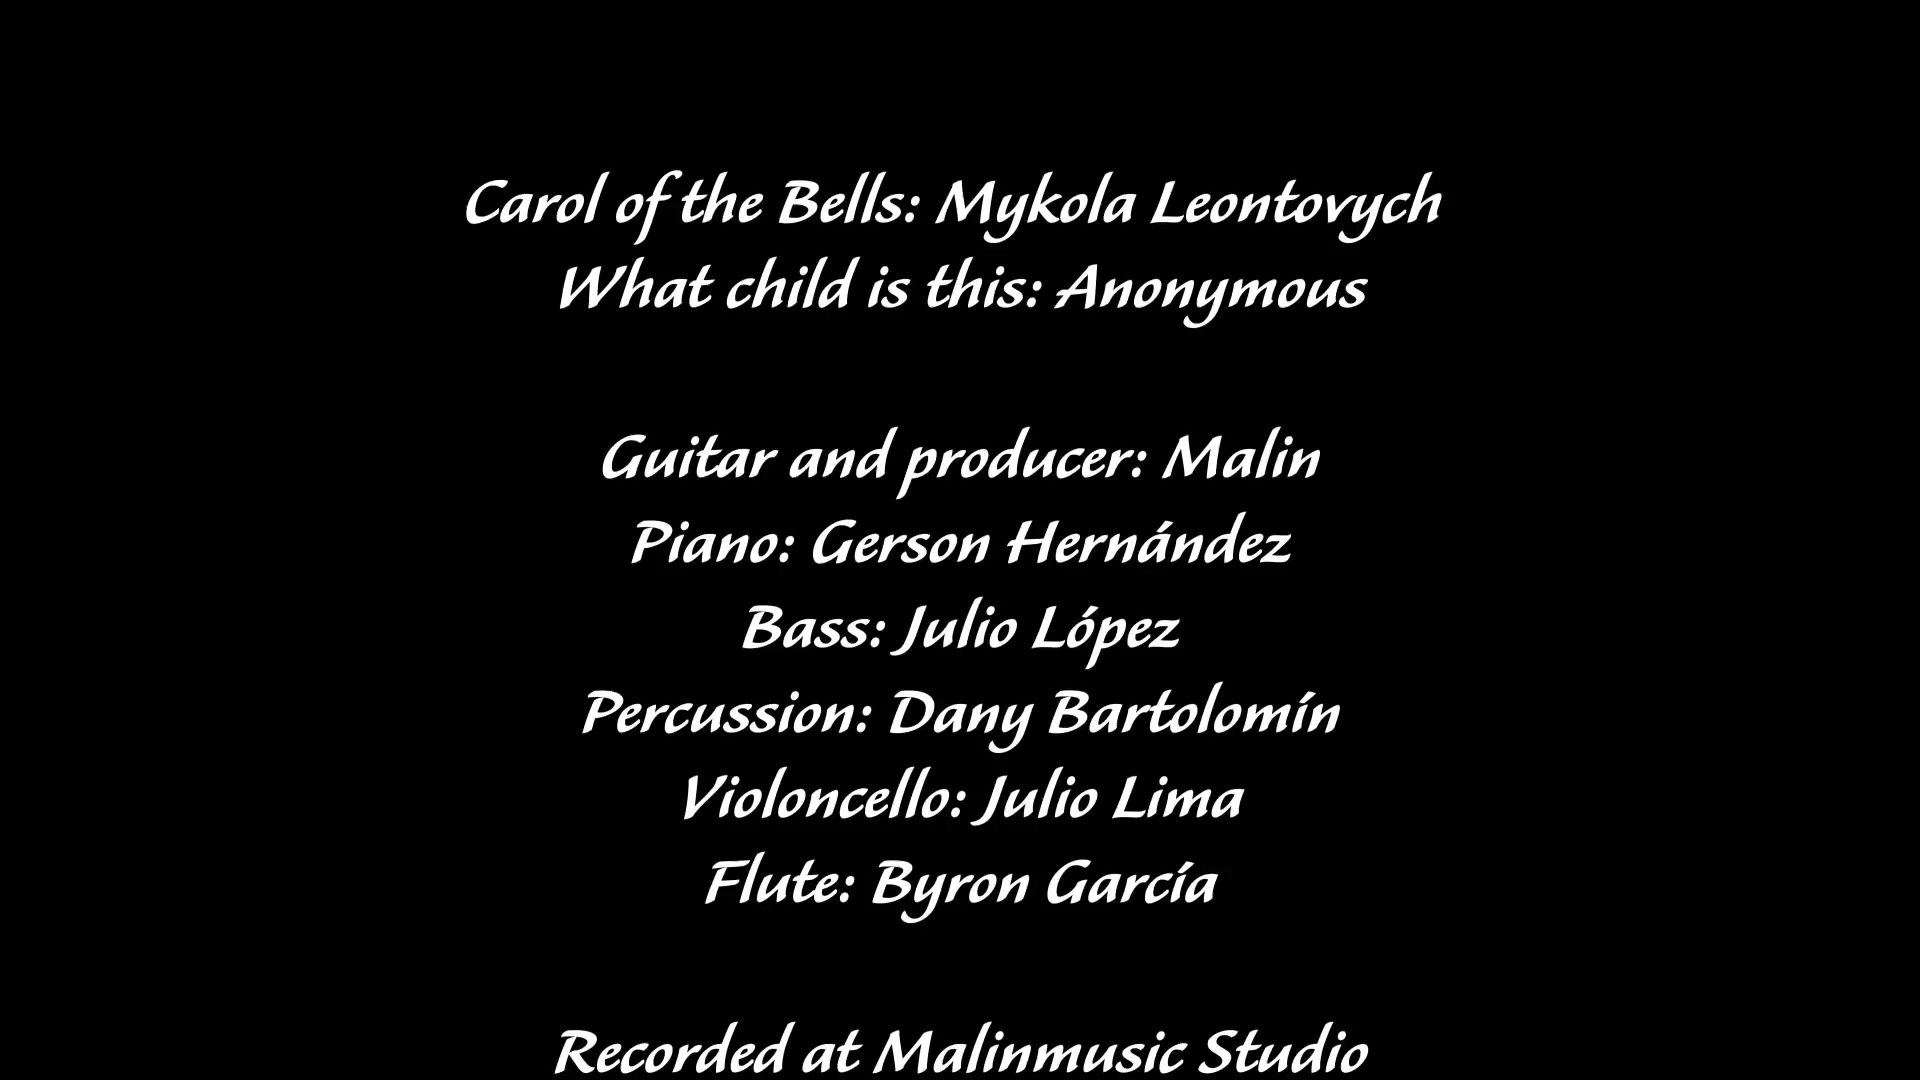 Carol of the Bells: Mykola Leontovych
What child is this: Anonymous
Guitar and producer: Malin
Piano: Gerson Hernández
Bass: Julio López
Percussion: Dany Bartolomín
Violoncello: Julio Lima
Flute: Byron García
Recorded at Malinmusic Studio